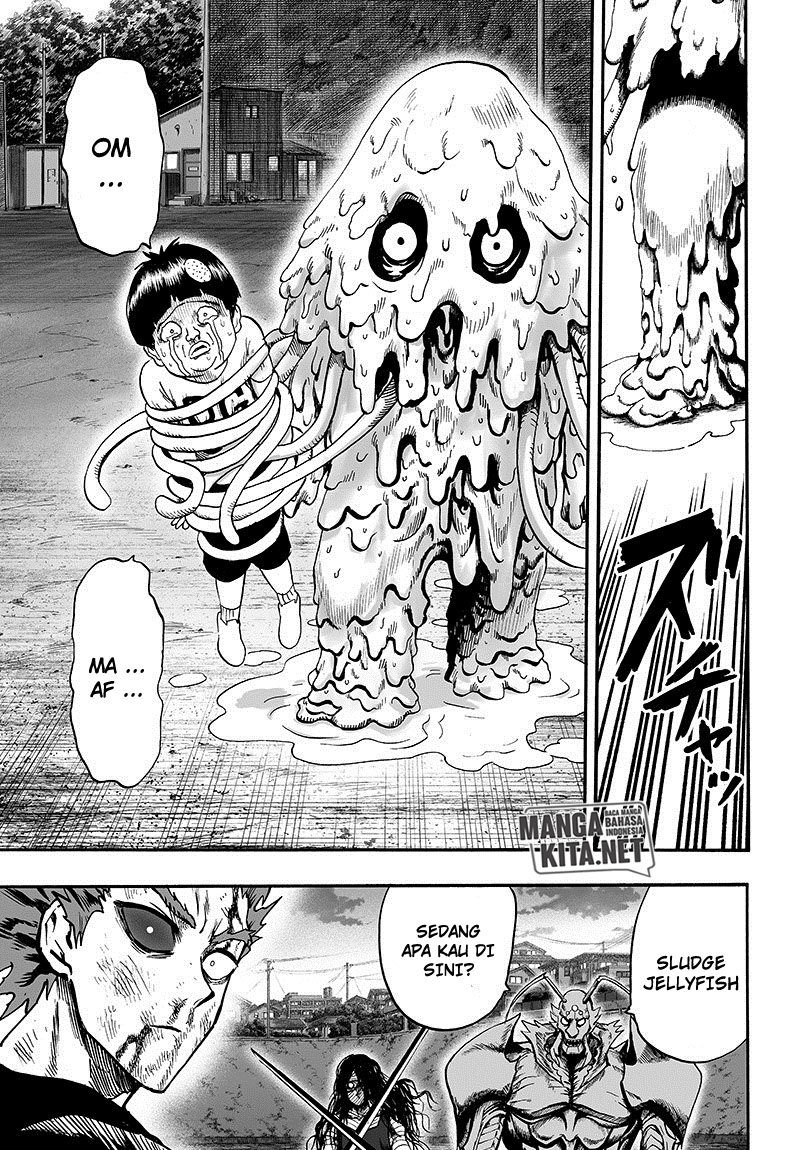 ズチャッ
OM
...
MA ...
AF ...
MANGA
KITA.NET
BACA MANGA
BAHASA
INDONESIA
SLUDGE
JELLYFISH
SEDANG
APA KAU DI
SINI?